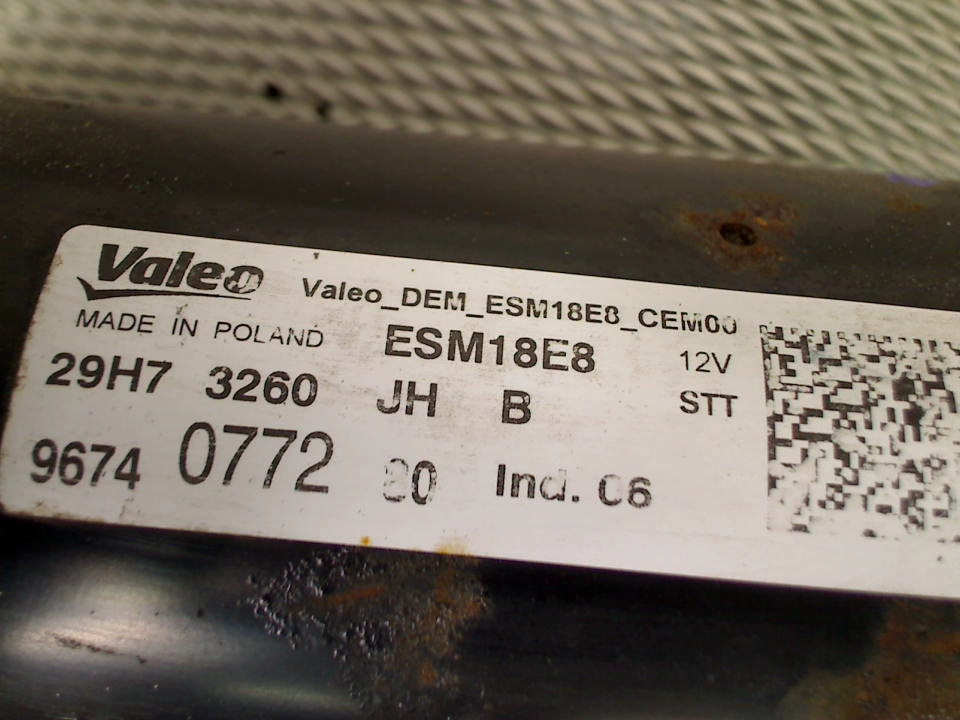 Valeo
Valeo_DEM_ESM18E8_CEM00
MADE IN POLAND ESM18E8 12V
29H7 3260 JH B STT
9674 0772 80 Ind. 06